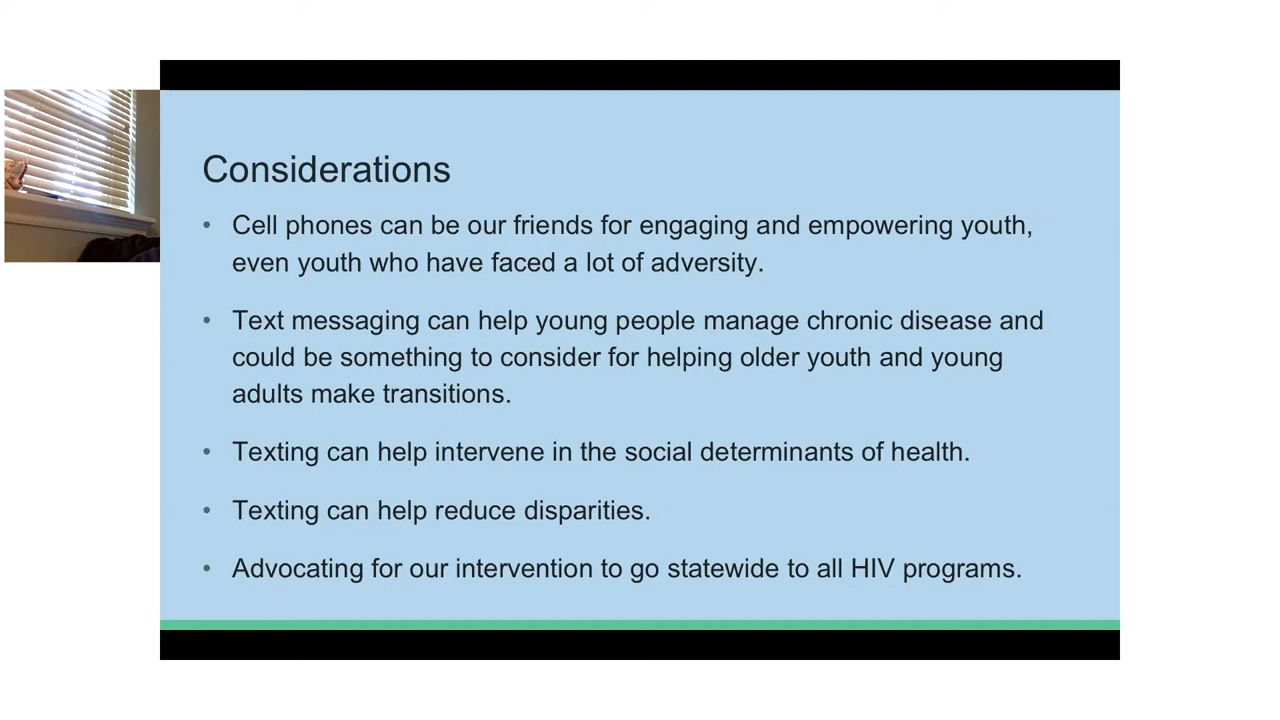 Considerations
• Cell phones can be our friends for engaging and empowering youth,
even youth who have faced a lot of adversity.
• Text messaging can help young people manage chronic disease and
could be something to consider for helping older youth and young
adults make transitions.
• Texting can help intervene in the social determinants of health.
• Texting can help reduce disparities.
• Advocating for our intervention to go statewide to all HIV programs.